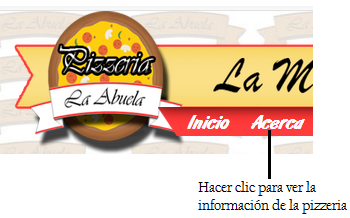 Pizzeria
La Abuela
La M
Inicio Acerca
Hacer clic para ver la
información de la pizzeria